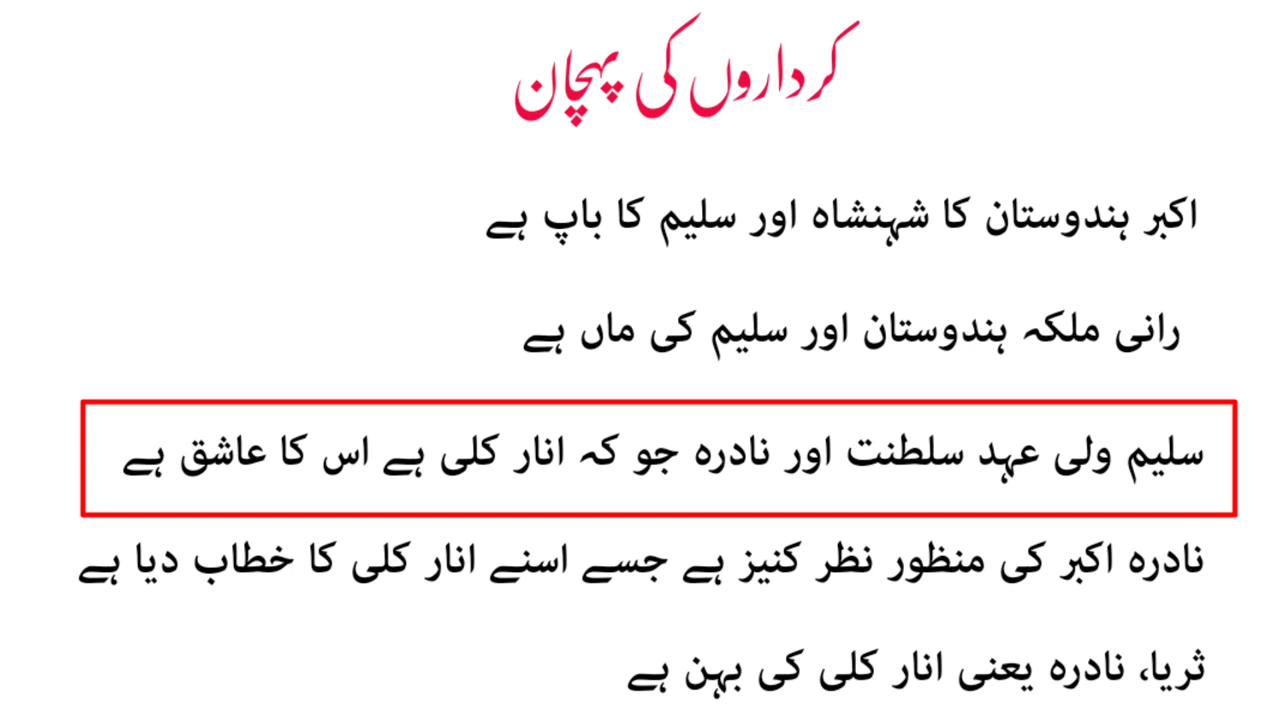 کرداروں کی پہچان
اکبر ہندوستان کا شہنشاہ اور سلیم کا باپ ہے
رانی ملکہ ہندوستان اور سلیم کی ماں ہے
سلیم ولی عہد سلطنت اور نادرہ جو کہ انار کلی ہے اس کا عاشق ہے
نادرہ اکبر کی منظور نظر کنیز ہے جسے اسنے انار کلی کا خطاب دیا ہے
ثریا، نادرہ یعنی انار کلی کی بہن ہے